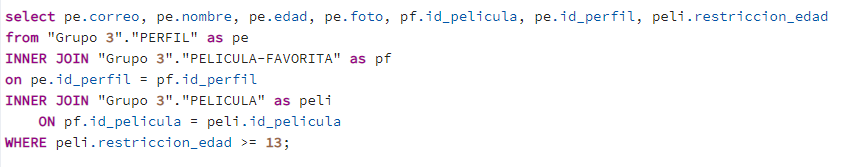 select pe.correo, pe.nombre, pe.edad, pe.foto, pf.id_pelicula, pe.id_perfil, peli.restriccion_edad
from "Grupo 3"."PERFIL" as pe
INNER JOIN "Grupo 3"."PELICULA-FAVORITA" as pf
on pe.id_perfil = pf.id_perfil
INNER JOIN "Grupo 3"."PELICULA" as peli
    ON pf.id_pelicula = peli.id_pelicula
WHERE peli.restriccion_edad >= 13;